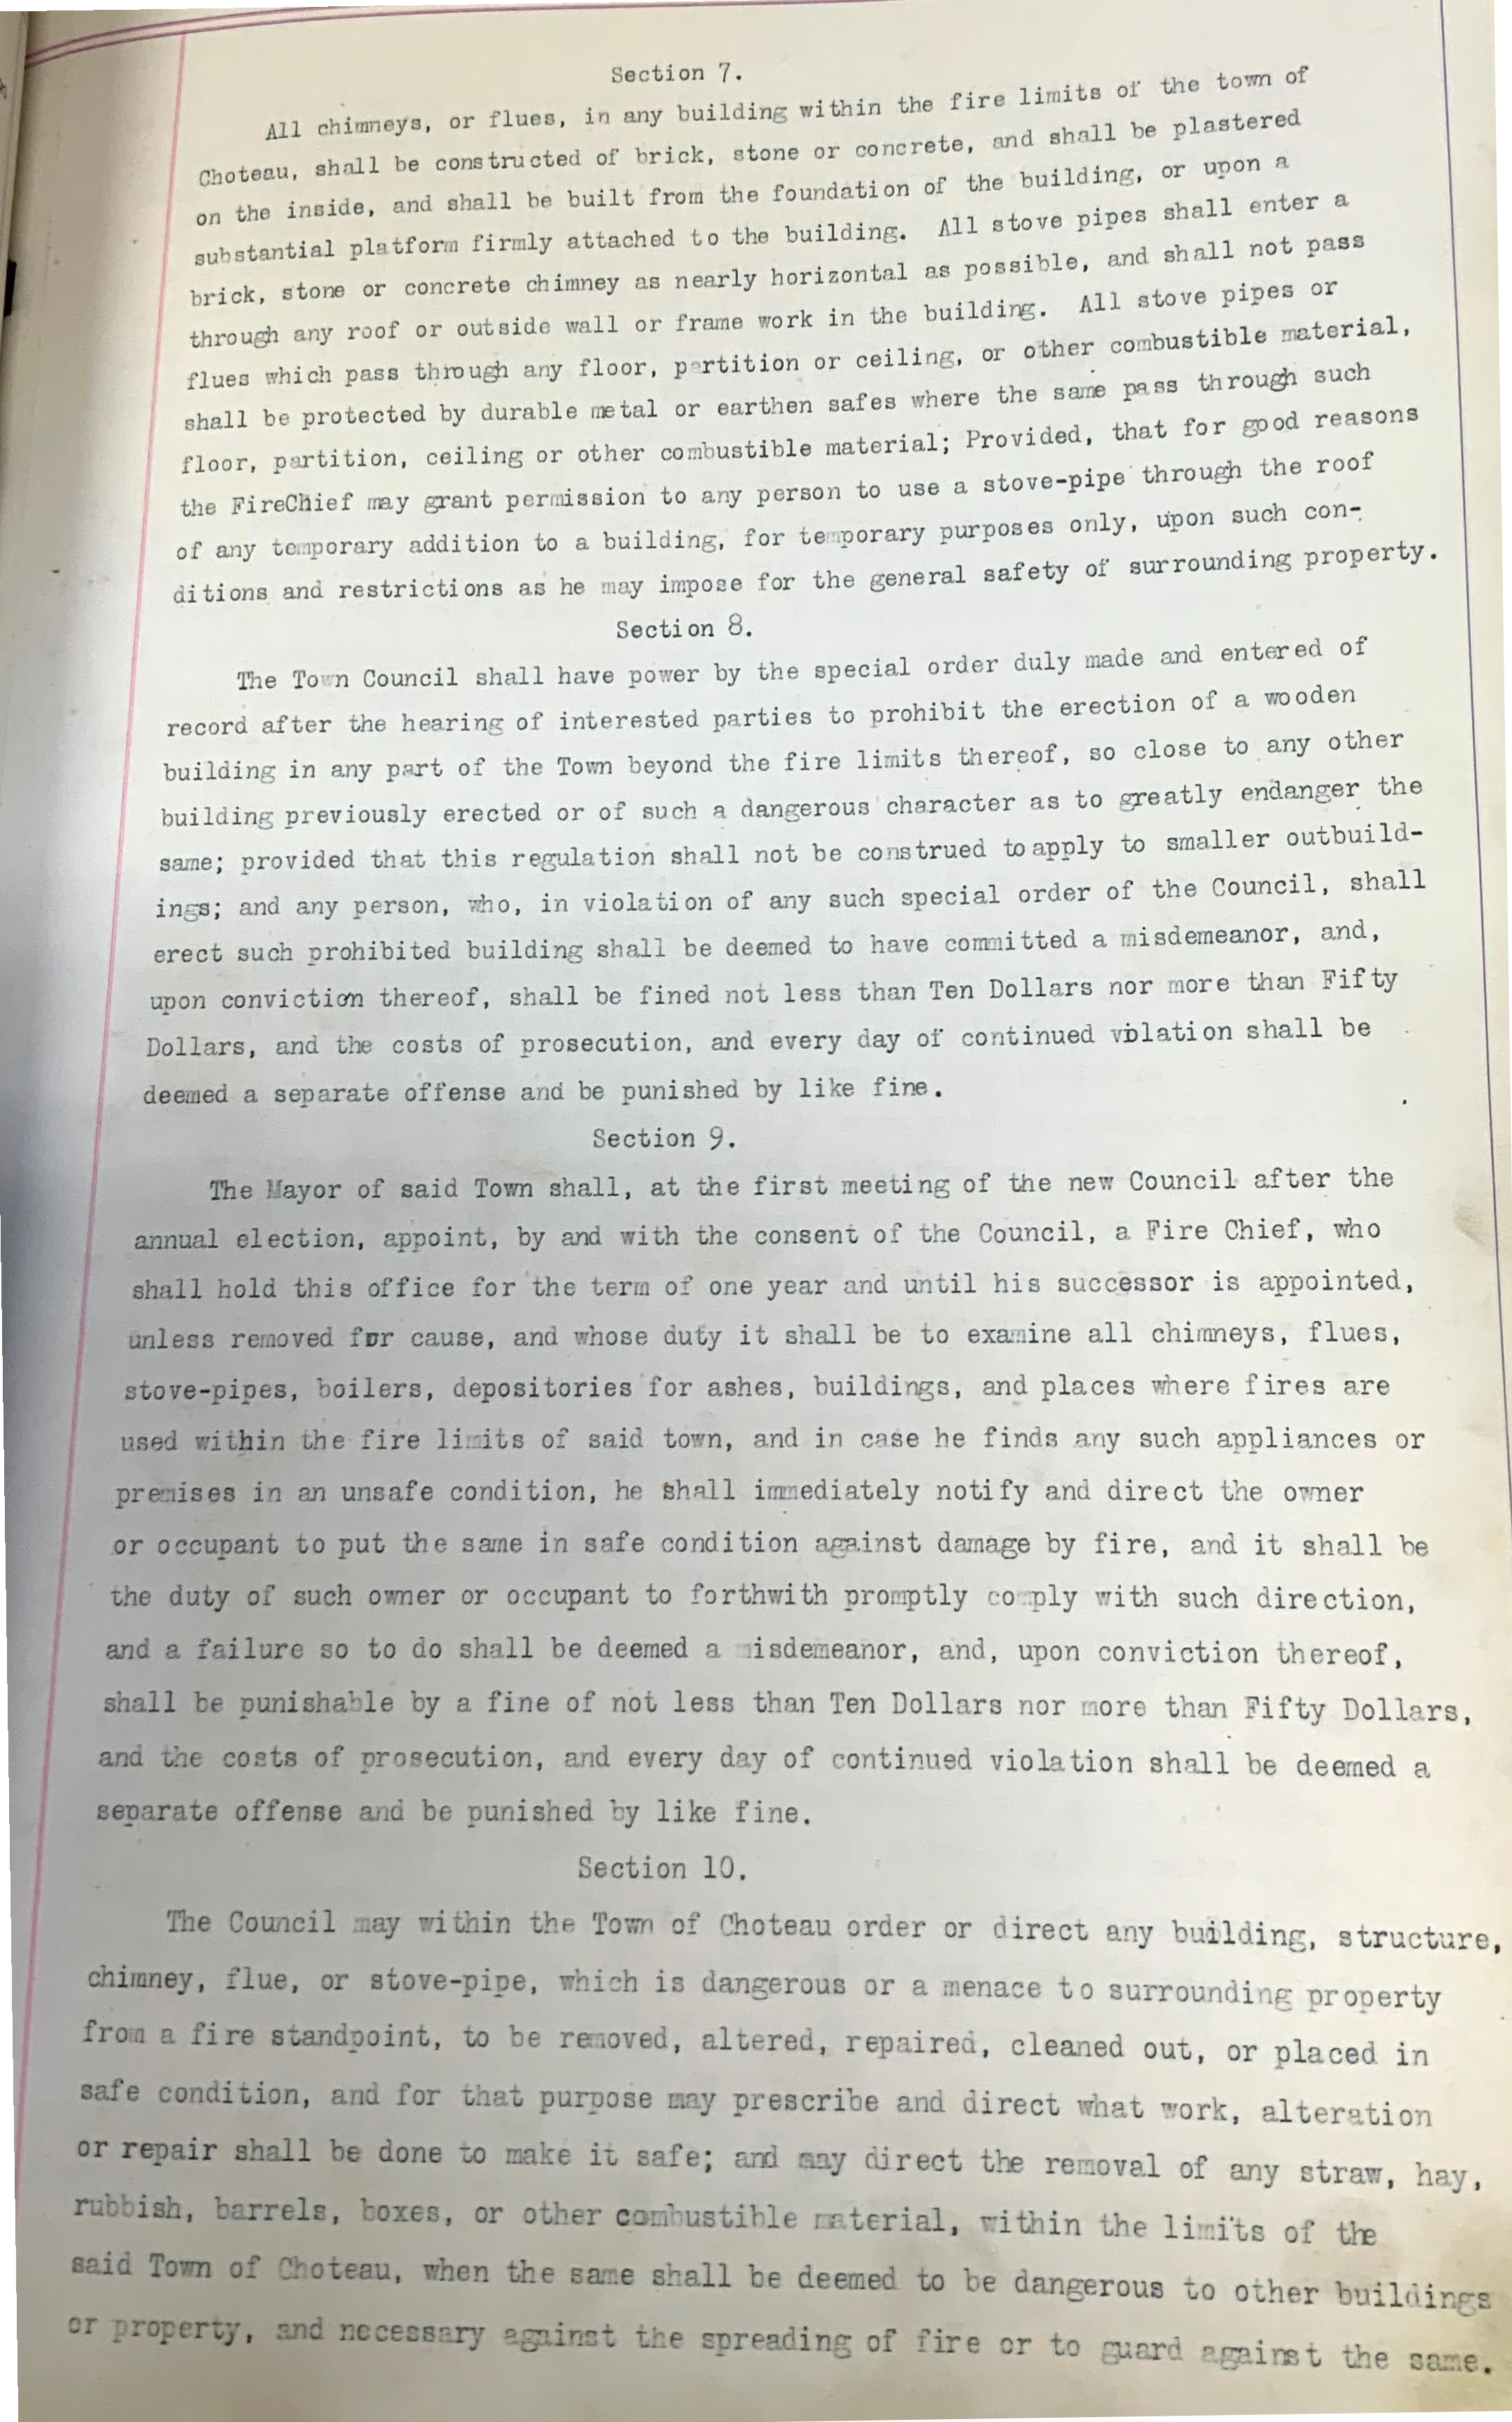 Section 7.
All chimneys, or flues, in any building within the fire limits of the town of
Choteau, shall be constructed of brick, stone or concrete, and shall be plastered
on the inside, and shall be built from the foundation of the building, or upon a
substantial platform firmly attached to the building. All stove pipes shall enter a
brick, stone or concrete chimney as nearly horizontal as possible, and shall not pass
through any roof or outside wall or frame work in the building. All stove pipes or
flues which pass through any floor, partition or ceiling, or other combustible material,
shall be protected by durable metal or earthen safes where the same pass through such
floor, partition, ceiling or other combustible material; Provided, that for good reasons
the FireChief may grant permission to any person to use a stove-pipe through the roof
of any temporary addition to a building, for temporary purposes only, upon such con-
ditions and restrictions as he may impose for the general safety of surrounding property.
Section 8.
The Town Council shall have power by the special order duly made and entered of
record after the hearing of interested parties to prohibit the erection of a wooden
building in any part of the Town beyond the fire limits thereof, so close to any other
building previously erected or of such a dangerous character as to greatly endanger the
same; provided that this regulation shall not be construed to apply to smaller outbuild-
ings; and any person, who, in violation of any such special order of the Council, shall
erect such prohibited building shall be deemed to have committed a misdemeanor, and,
upon conviction thereof, shall be fined not less than Ten Dollars nor more than Fifty
Dollars, and the costs of prosecution, and every day of continued violation shall be
deemed a separate offense and be punished by like fine.
Section 9.
The Mayor of said Town shall, at the first meeting of the new Council after the
annual election, appoint, by and with the consent of the Council, a Fire Chief, who
shall hold this office for the term of one year and until his successor is appointed,
unless removed for cause, and whose duty it shall be to examine all chimneys, flues,
stove-pipes, boilers, depositories for ashes, buildings, and places where fires are
used within the fire limits of said town, and in case he finds any such appliances or
premises in an unsafe condition, he shall immediately notify and direct the owner
or occupant to put the same in safe condition against damage by fire, and it shall be
the duty of such owner or occupant to forthwith promptly comply with such direction,
and a failure so to do shall be deemed a misdemeanor, and, upon conviction thereof,
shall be punishable by a fine of not less than Ten Dollars nor more than Fifty Dollars,
and the costs of prosecution, and every day of continued violation shall be deemed a
separate offense and be punished by like fine.
Section 10.
The Council may within the Town of Choteau order or direct any building, structure,
chimney, flue, or stove-pipe, which is dangerous or a menace to surrounding property
from a fire standpoint, to be removed, altered, repaired, cleaned out, or placed in
safe condition, and for that purpose may prescribe and direct what work, alteration
or repair shall be done to make it safe; and may direct the removal of any straw, hay,
rubbish, barrels, boxes, or other combustible material, within the limits of the
said Town of Choteau, when the same shall be deemed to be dangerous to other buildings
or property, and necessary against the spreading of fire or to guard against the same.